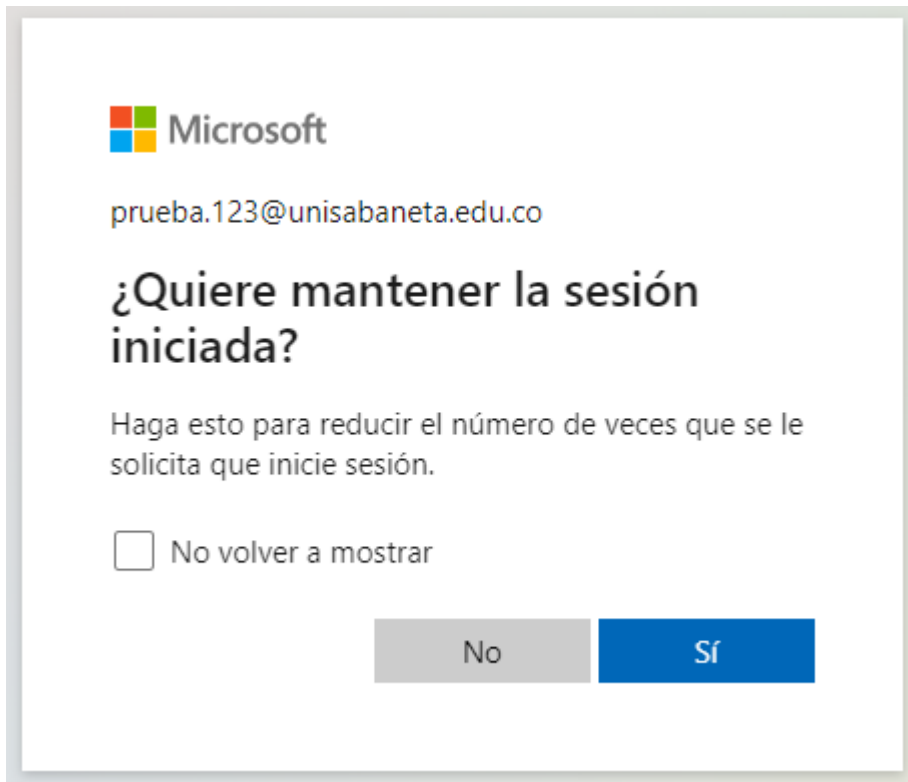 Microsoft
prueba.123@unisabaneta.edu.co
¿Quiere mantener la sesión
iniciada?
Haga esto para reducir el número de veces que se le
solicita que inicie sesión.
No volver a mostrar
No
Sí